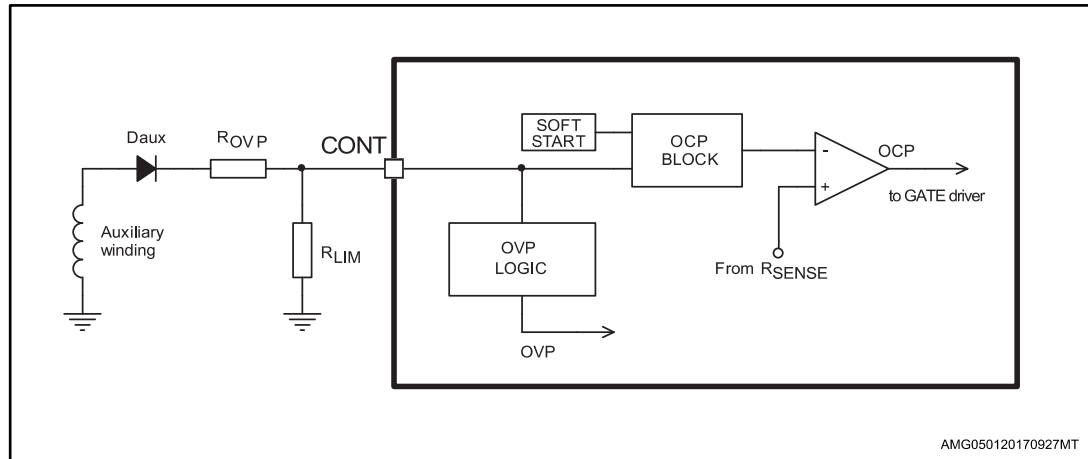 Daux
ROVP
CONT
SOFT
START
OCP
BLOCK
-
+
OCP
to GATE driver
Auxiliary
winding
RLIM
OVP
LOGIC
From RSENSE
OVP
AMG050120170927MT